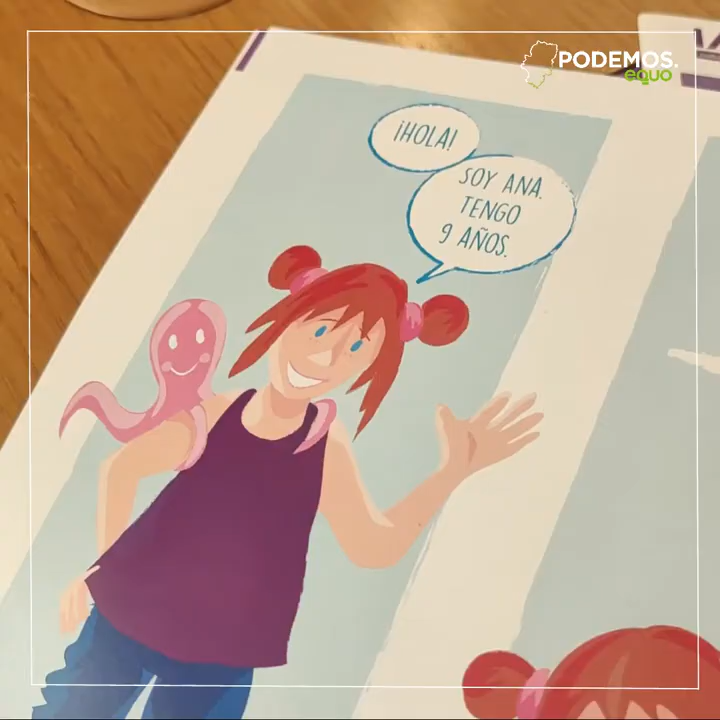 PODEMOS.
equo
¡HOLA!
SOY ANA.
TENGO
9 AÑOS.